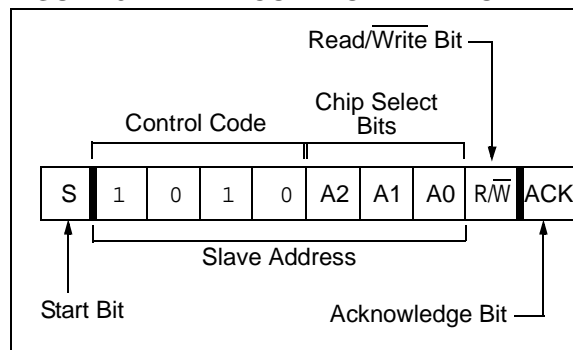 Read/Write Bit
Chip Select
Bits
Control Code
S 1 0 1 0 A2 A1 A0 R/W ACK
Slave Address
Start Bit
Acknowledge Bit